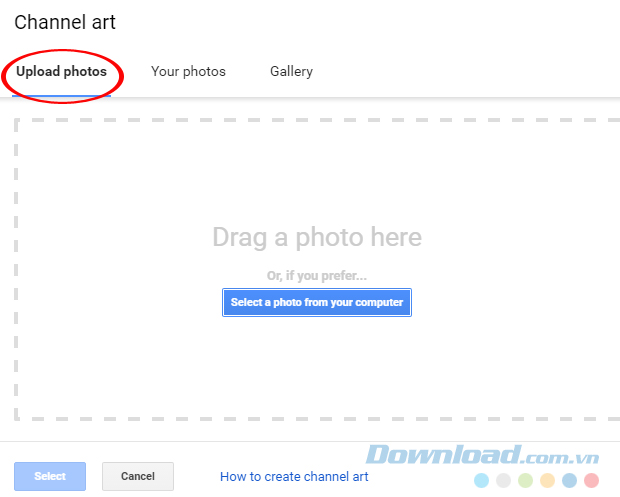 Channel art
Upload photos Your photos Gallery
Drag a photo here
Or, if you prefer...
Select a photo from your computer
Download.com.vn
Select Cancel How to create channel art